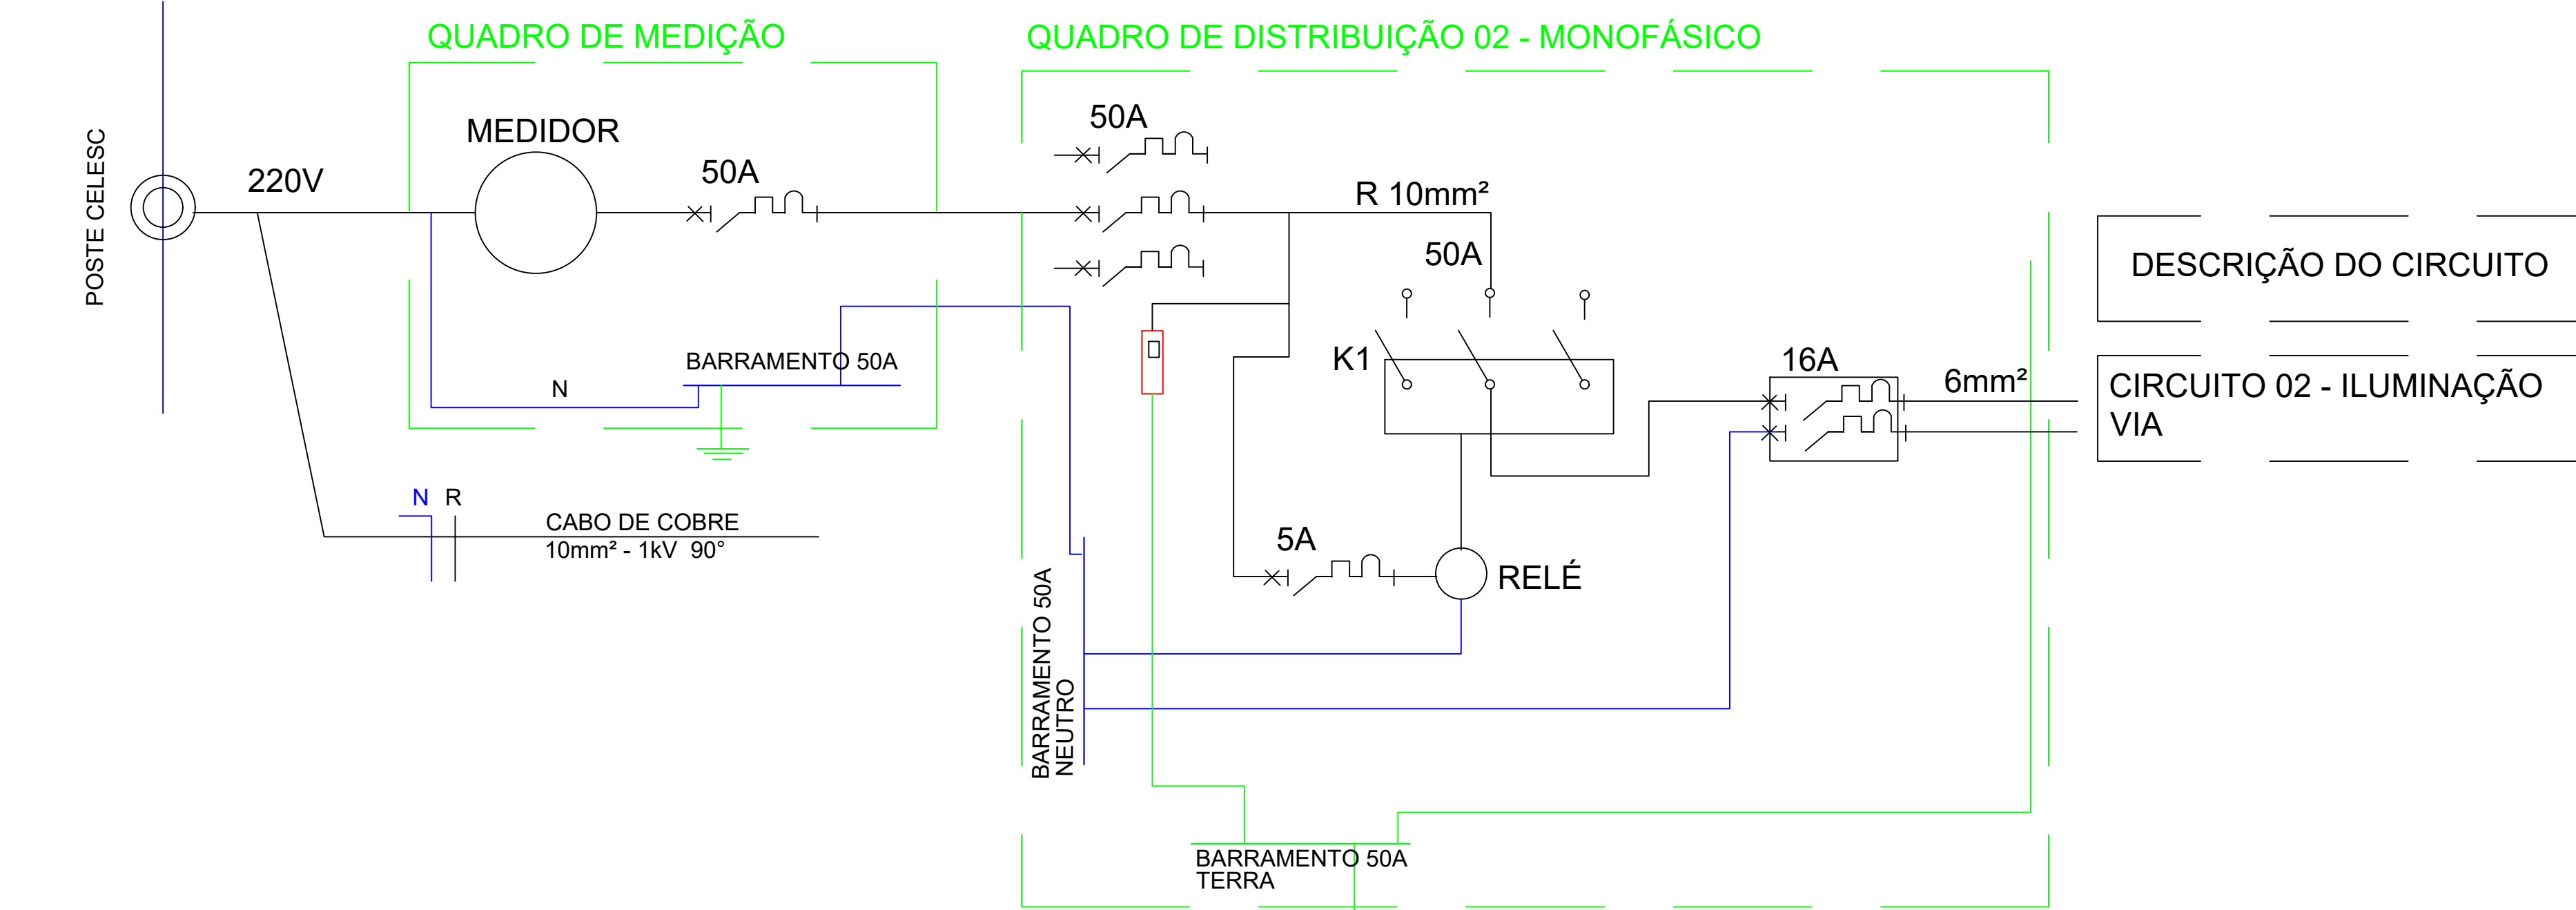 QUADRO DE MEDIÇÃO
QUADRO DE DISTRIBUIÇÃO 02 - MONOFÁSICO
POSTE CELESC
220V
MEDIDOR
50A
50A
R 10mm²
50A
K1
BARRAMENTO 50A
N
N R
CABO DE COBRE
10mm² - 1kV 90°
16A
6mm²
DESCRIÇÃO DO CIRCUITO
CIRCUITO 02 - ILUMINAÇÃO
VIA
5A
RELÉ
BARRAMENTO 50A
NEUTRO
BARRAMENTO 50A
TERRA